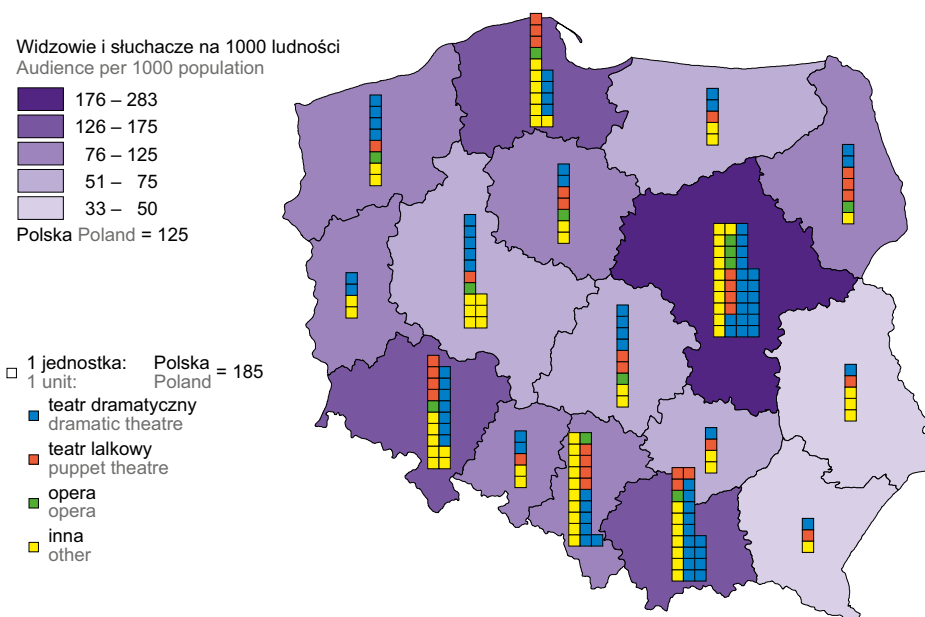 Widzowie i słuchacze na 1000 ludności
Audience per 1000 population
176 – 283
126 – 175
76 – 125
51 – 75
33 – 50
Polska Poland = 125
1 jednostka: Polska = 185
1 unit: Poland
teatr dramatyczny
dramatic theatre
teatr lalkowy
puppet theatre
opera
opera
inna
other